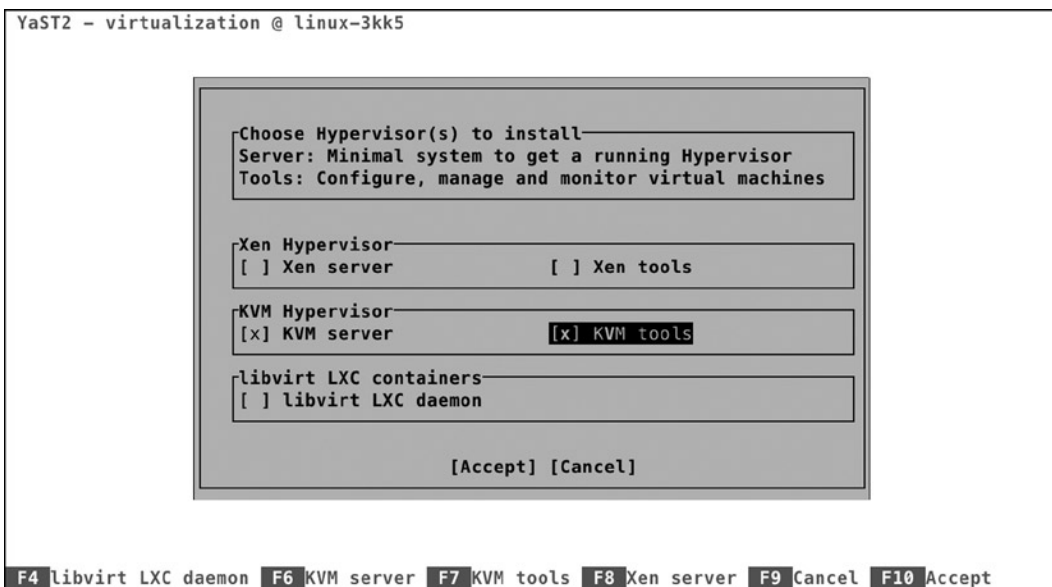 YaST2 - virtualization @ linux-3kk5
Choose Hypervisor(s) to install
Server: Minimal system to get a running Hypervisor
Tools: Configure, manage and monitor virtual machines
Xen Hypervisor
[ ] Xen server [ ] Xen tools
KVM Hypervisor
[x] KVM server [x] KVM tools
libvirt LXC containers
[ ] libvirt LXC daemon
[Accept] [Cancel]
F4 libvirt LXC daemon F6 KVM server F7 KVM tools F8 Xen server F9 Cancel F10 Accept